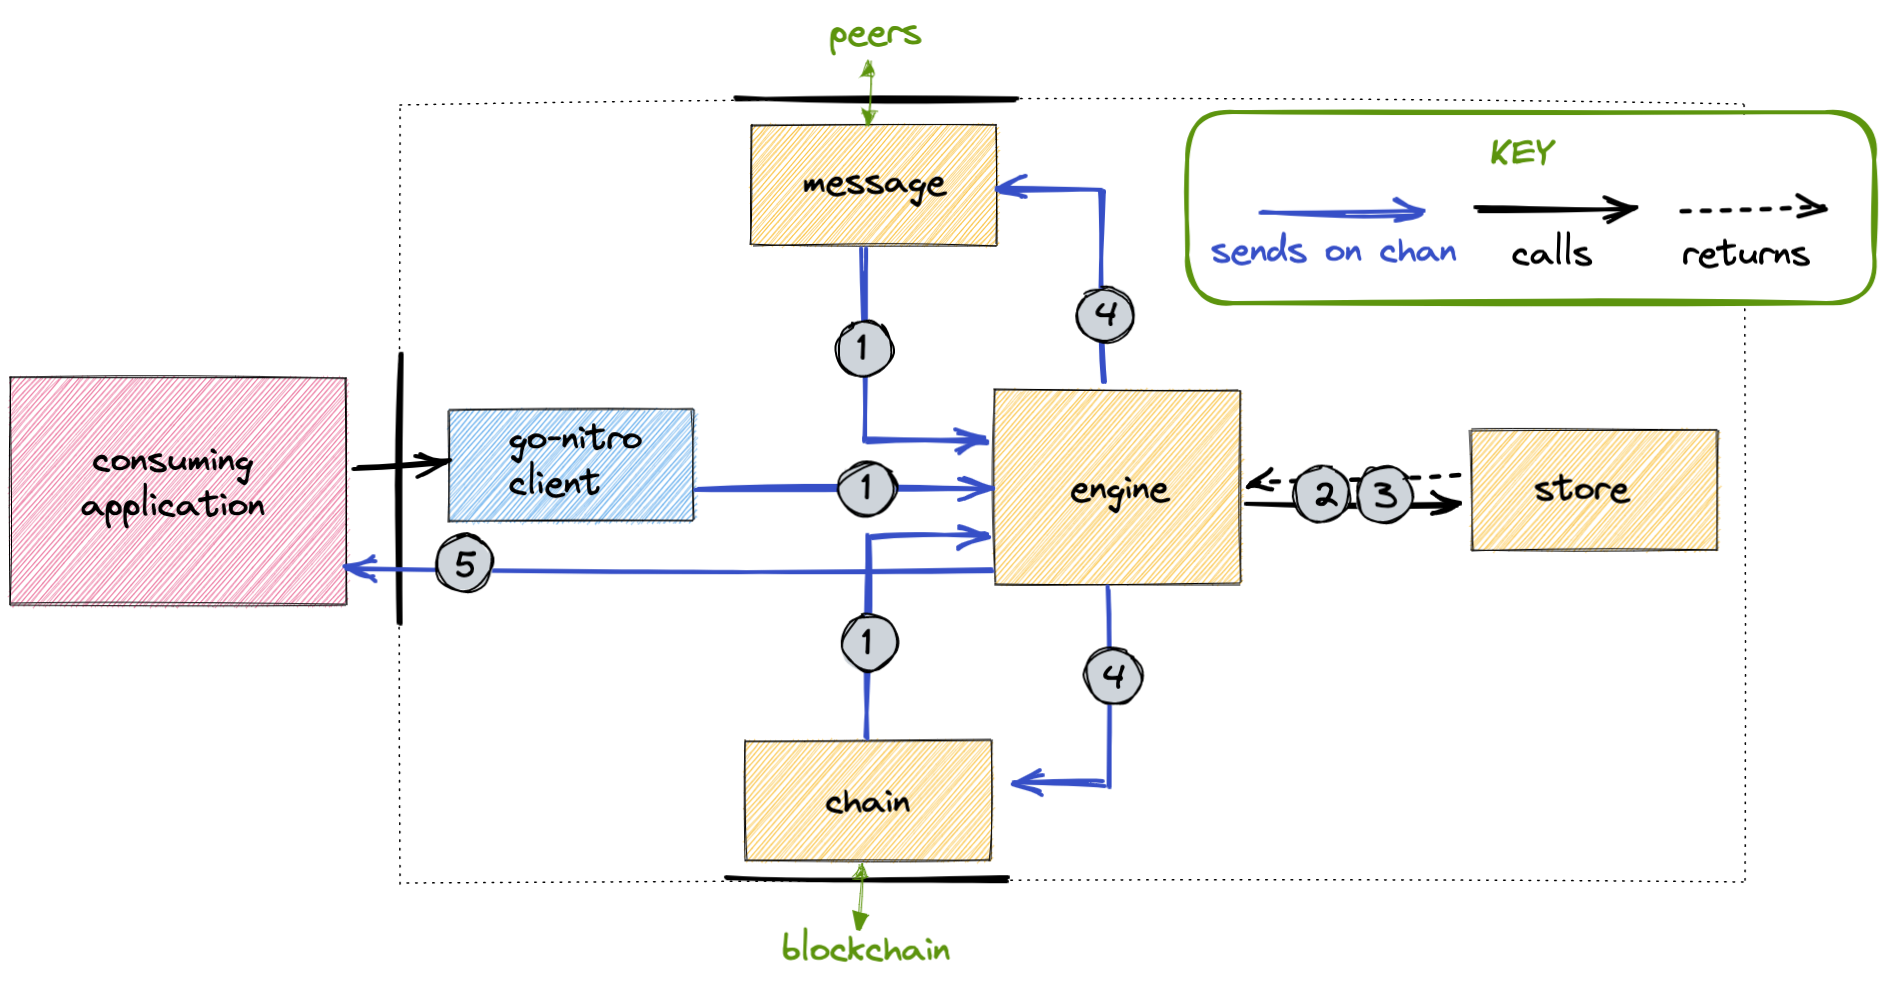 peers
message
KEY
sends on chan
calls
returns
4
1
consuming
application
go-nitro
client
1
engine
2
3
store
5
1
4
chain
blockchain